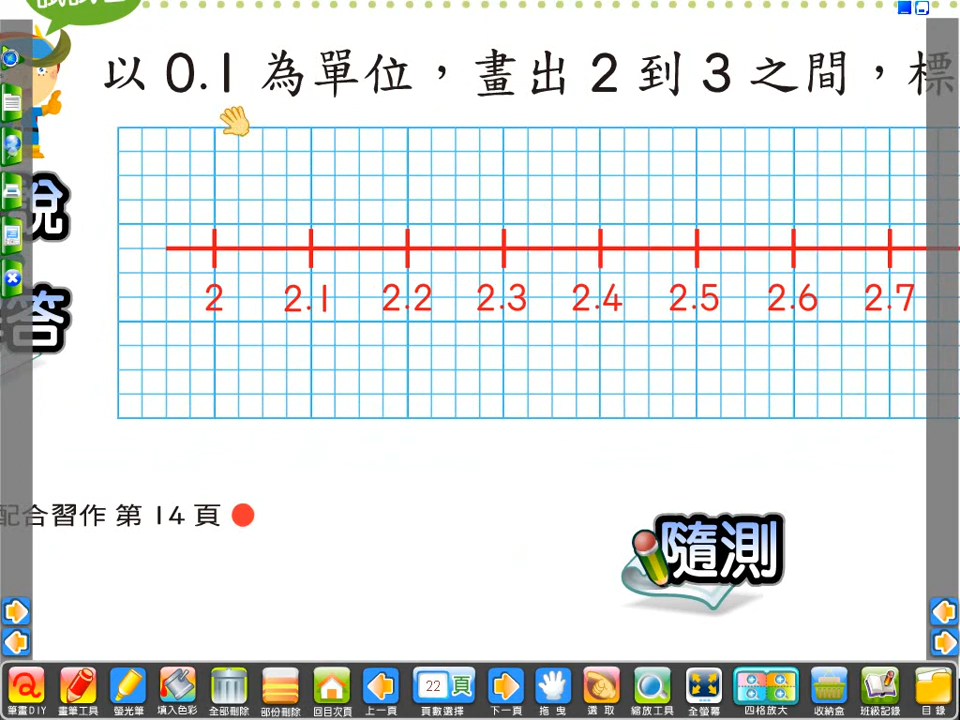 以 0.1 為單位，畫出 2 到 3 之間，標
2 2.1 2.2 2.3 2.4 2.5 2.6 2.7
說
答
配合習作 第 14 頁
隨測
22 頁
筆畫DIY 畫筆工具 螢光筆 填入色彩 全部刪除 部份刪除 回目次頁 上一頁 頁數選擇 下一頁 拖曳 選取 縮放工具 全螢幕 四格放大 收納盒 班級記錄 目錄